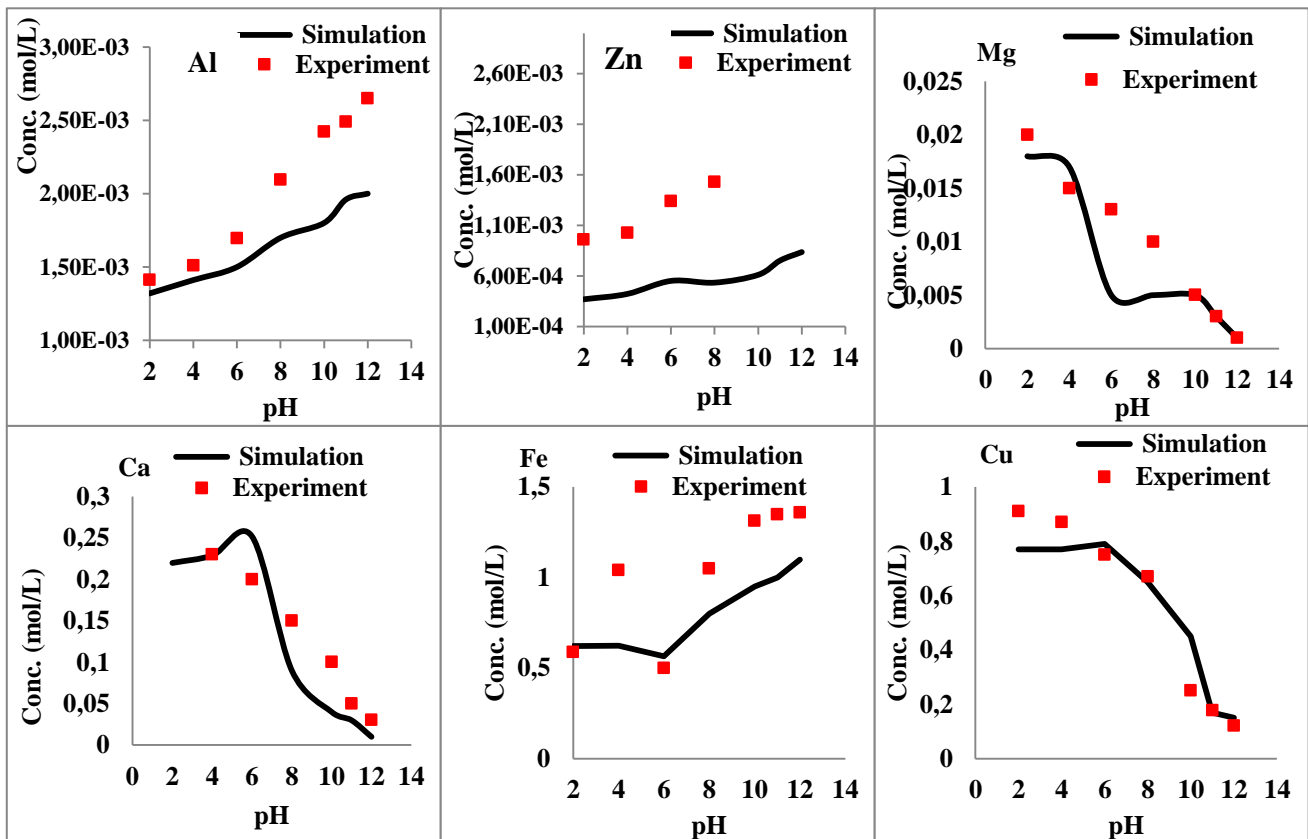 Al
Simulation
Experiment
Conc. (mol/L)
3,00E-03
2,50E-03
2,00E-03
1,50E-03
1,00E-03
2 4 6 8 10 12 14
pH
Zn
Simulation
Experiment
Conc. (mol/L)
2,60E-03
2,10E-03
1,60E-03
1,10E-03
6,00E-04
1,00E-04
2 4 6 8 10 12 14
pH
Mg
Simulation
Experiment
Conc. (mol/L)
0,025
0,02
0,015
0,01
0,005
0
0 2 4 6 8 10 12 14
pH
Ca
Simulation
Experiment
Conc. (mol/L)
0,3
0,25
0,2
0,15
0,1
0,05
0
0 2 4 6 8 10 12 14
pH
Fe
Simulation
Experiment
Conc. (mol/L)
1,5
1
0,5
0
2 4 6 8 10 12 14
pH
Cu
Simulation
Experiment
Conc. (mol/L)
1
0,8
0,6
0,4
0,2
0
0 2 4 6 8 10 12 14
pH